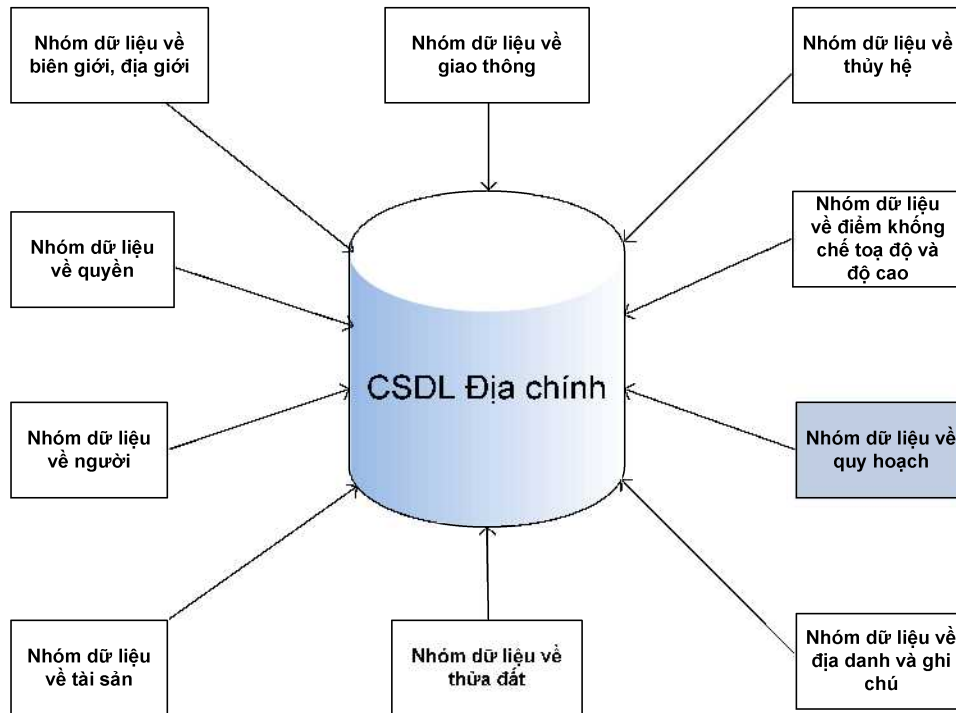 Nhóm dữ liệu về
biên giới, địa giới
Nhóm dữ liệu về
giao thông
Nhóm dữ liệu về
thủy hệ
Nhóm dữ liệu
về quyền
Nhóm dữ liệu
về điểm khống
chế toạ độ và
độ cao
CSDL Địa chính
Nhóm dữ liệu
về người
Nhóm dữ liệu về
quy hoạch
Nhóm dữ liệu
về tài sản
Nhóm dữ liệu về
thửa đất
Nhóm dữ liệu về
địa danh và ghi
chú